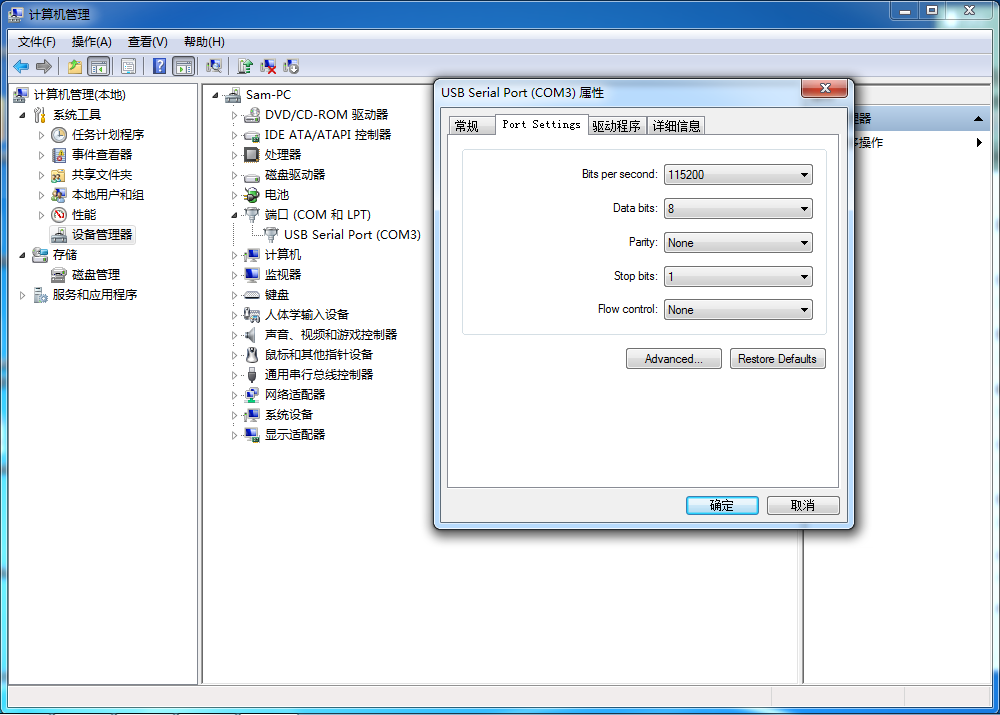 计算机管理
文件(F) 操作(A) 查看(V) 帮助(H)
计算机管理(本地)
系统工具
任务计划程序
事件查看器
共享文件夹
本地用户和组
性能
设备管理器
存储
磁盘管理
服务和应用程序
Sam-PC
DVD/CD-ROM 驱动器
IDE ATA/ATAPI 控制器
处理器
磁盘驱动器
电池
端口 (COM 和 LPT)
USB Serial Port (COM3)
计算机
监视器
键盘
人体学输入设备
声音、视频和游戏控制器
鼠标和其他指针设备
通用串行总线控制器
网络适配器
系统设备
显示适配器
USB Serial Port (COM3) 属性
常规 Port Settings 驱动程序 详细信息
Bits per second: 115200
Data bits: 8
Parity: None
Stop bits: 1
Flow control: None
Advanced... Restore Defaults
确定 取消
操作